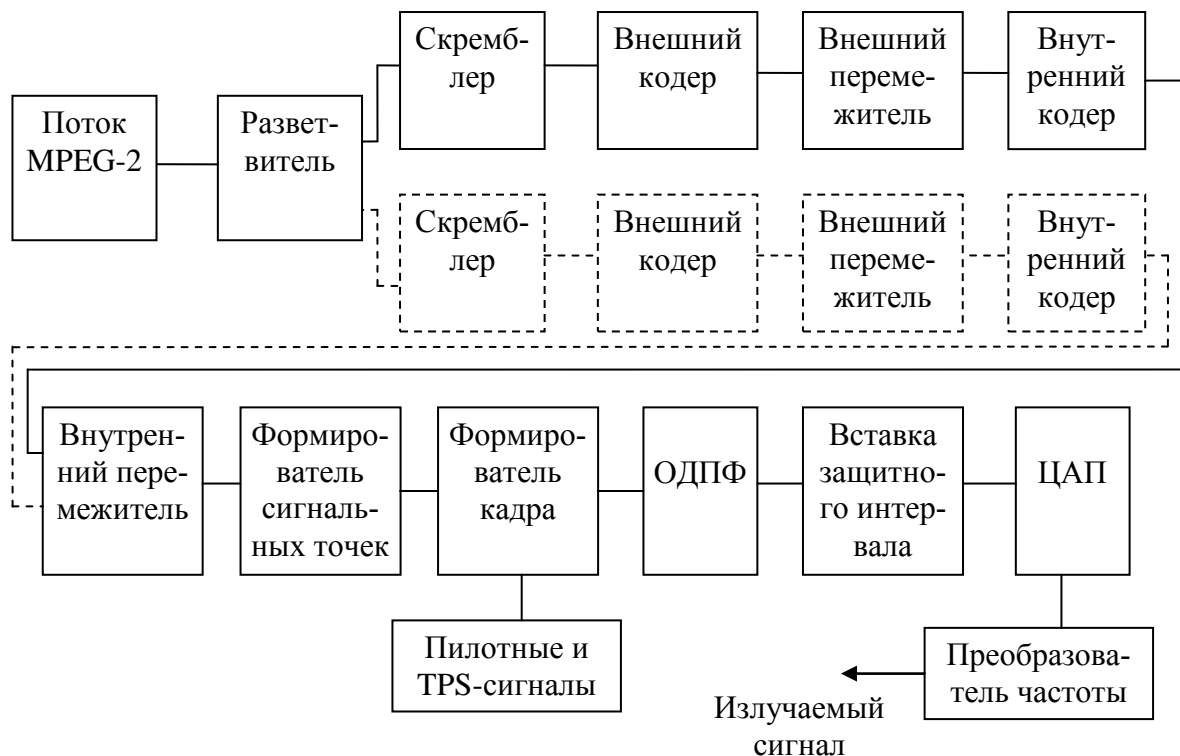 Скремб-
лер
Внешний
кодер
Внешний
переме-
житель
Внут-
ренний
кодер
Поток
MPEG-2
Развет-
витель
Скремб-
лер
Внешний
кодер
Внешний
переме-
житель
Внут-
ренний
кодер
Внутрен-
ний пере-
межитель
Формиро-
ватель
сигналь-
ных точек
Формиро-
ватель
кадра
ОДПФ
Вставка
защитно-
го интер-
вала
ЦАП
Пилотные и
TPS-сигналы
Преобразова-
тель частоты
Излучаемый
сигнал